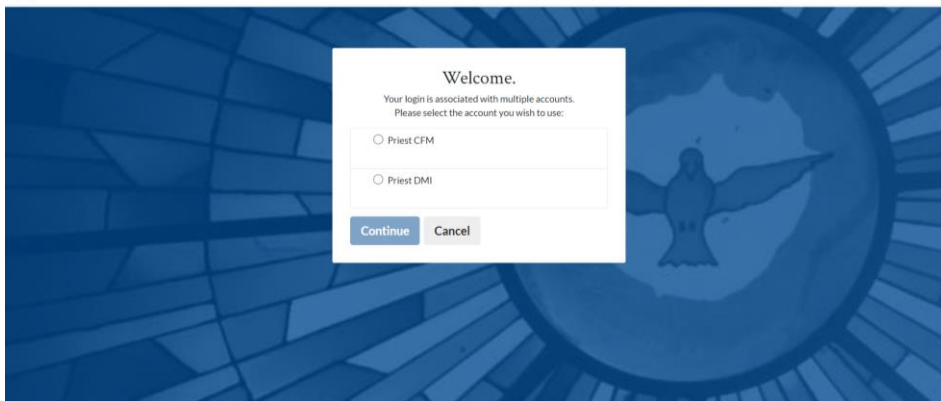 Welcome.
Your login is associated with multiple accounts.
Please select the account you wish to use:
Priest CFM
Priest DMI
Continue Cancel